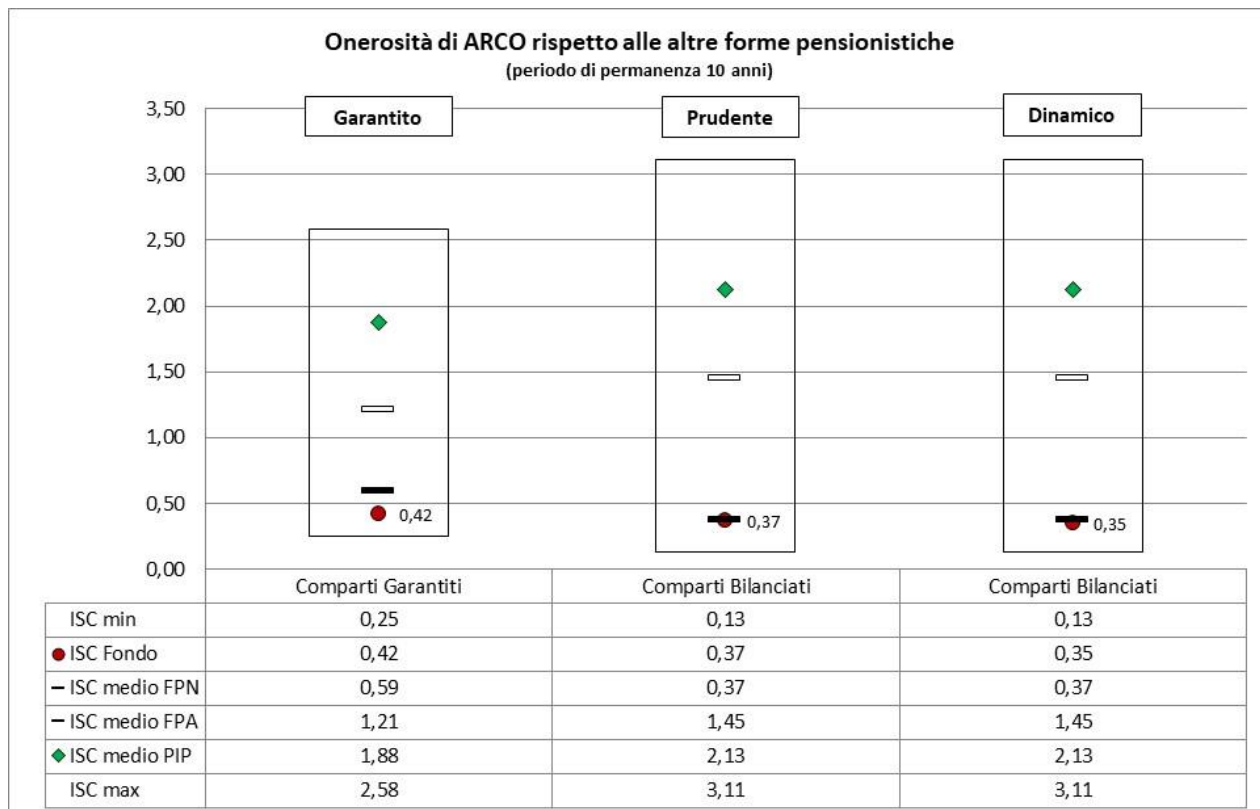 Onerosità di ARCO rispetto alle altre forme pensionistiche
(periodo di permanenza 10 anni)
Garantito Prudente Dinamico
3,50
3,00
2,50
2,00
1,50
1,00
0,50
0,00
0,42 0,37 0,35
Comparti Garantiti Comparti Bilanciati Comparti Bilanciati
ISC min 0,25 0,13 0,13
ISC Fondo 0,42 0,37 0,35
ISC medio FPN 0,59 0,37 0,37
ISC medio FPA 1,21 1,45 1,45
ISC medio PIP 1,88 2,13 2,13
ISC max 2,58 3,11 3,11